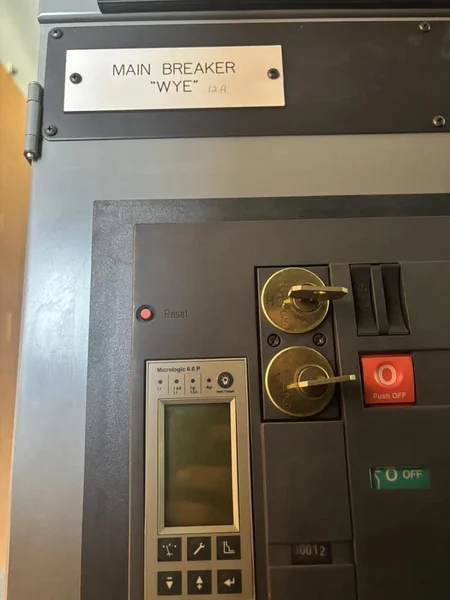 MAIN BREAKER
"WYE" 12A
Reset
Micrologic 6.0 P
Push OFF
O OFF
00012